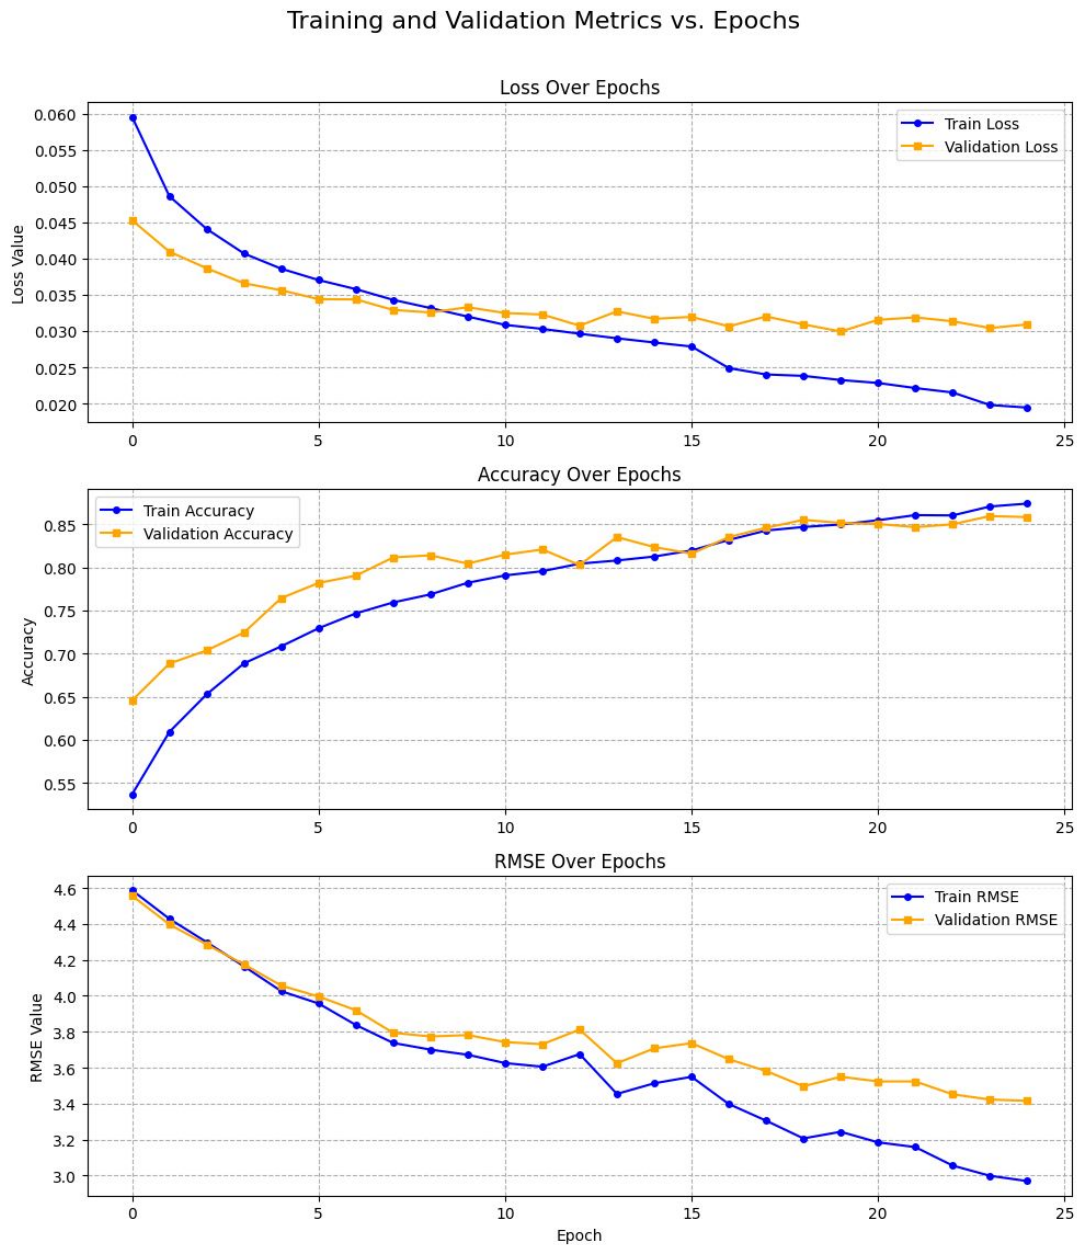 Training and Validation Metrics vs. Epochs
Loss Over Epochs
Loss Value
0.060
0.055
0.050
0.045
0.040
0.035
0.030
0.025
0.020
Train Loss
Validation Loss
0 5 10 15 20 25
Accuracy Over Epochs
Accuracy
0.85
0.80
0.75
0.70
0.65
0.60
0.55
Train Accuracy
Validation Accuracy
0 5 10 15 20 25
RMSE Over Epochs
RMSE Value
4.6
4.4
4.2
4.0
3.8
3.6
3.4
3.2
3.0
Train RMSE
Validation RMSE
0 5 10 15 20 25
Epoch